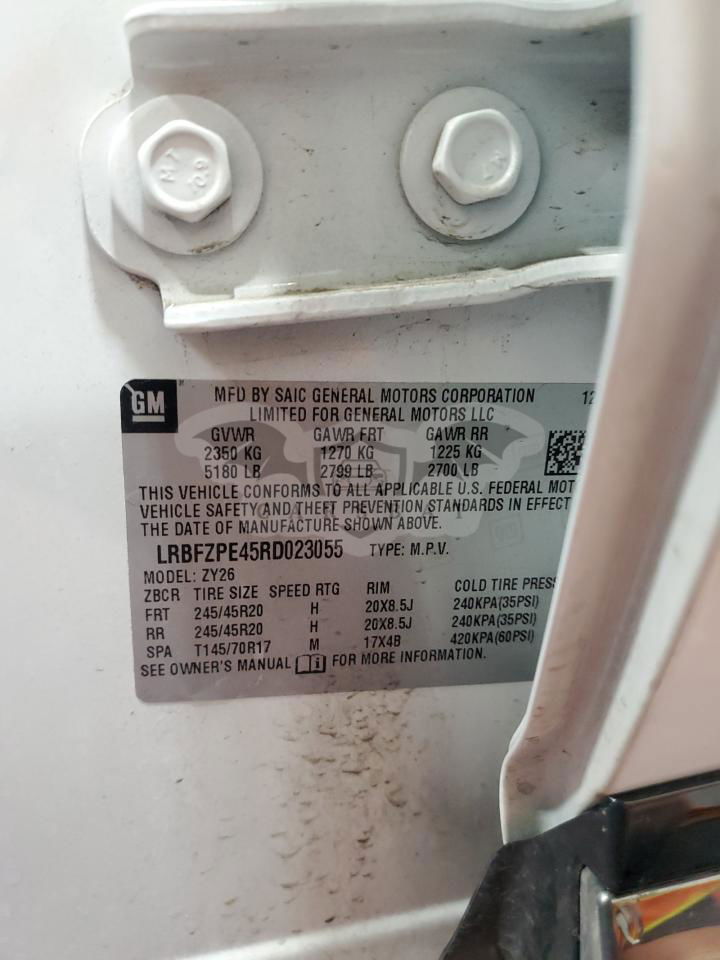 GM
MFD BY SAIC GENERAL MOTORS CORPORATION 12
LIMITED FOR GENERAL MOTORS LLC
GVWR GAWR FRT GAWR RR
2350 KG 1270 KG 1225 KG
5180 LB 2799 LB 2700 LB
THIS VEHICLE CONFORMS TO ALL APPLICABLE U.S. FEDERAL MOT
VEHICLE SAFETY AND THEFT PREVENTION STANDARDS IN EFFECT
THE DATE OF MANUFACTURE SHOWN ABOVE.
LRBFZPE45RD023055 TYPE: M.P.V.
MODEL: ZY26
ZBCR TIRE SIZE SPEED RTG RIM COLD TIRE PRESS
FRT 245/45R20 H 20X8.5J 240KPA(35PSI)
RR 245/45R20 H 20X8.5J 240KPA(35PSI)
SPA T145/70R17 M 17X4B 420KPA(60PSI)
SEE OWNER'S MANUAL FOR MORE INFORMATION.